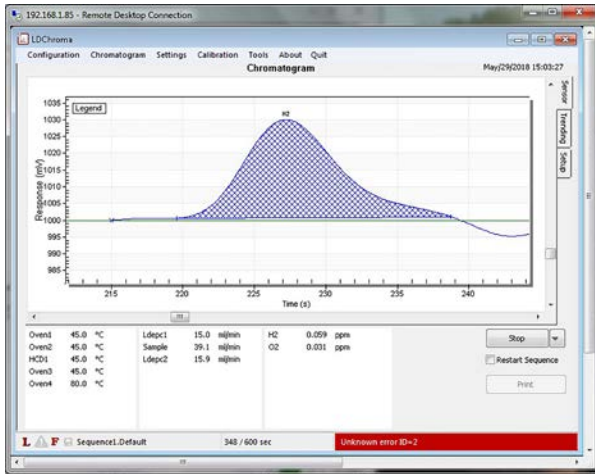 192.168.1.85 - Remote Desktop Connection
LDChroma
Configuration Chromatogram Settings Calibration Tools About Quit
Chromatogram
May/29/2018 15:03:27
Legend
H2
1035
1030
1025
1020
1015
1010
1005
1000
995
990
985
Response (mV)
215 220 225 230 235 240
Time (s)
Sensor
Trending
Setup
Oven1 45.0 °C Ldepc1 15.0 ml/min H2 0.059 ppm
Oven2 45.0 °C Sample 39.1 ml/min O2 0.031 ppm
HCD1 45.0 °C Ldepc2 15.9 ml/min
Oven3 45.0 °C
Oven4 80.0 °C
Stop
Restart Sequence
Print
L F Sequence1.Default 348 / 600 sec Unknown error ID=2